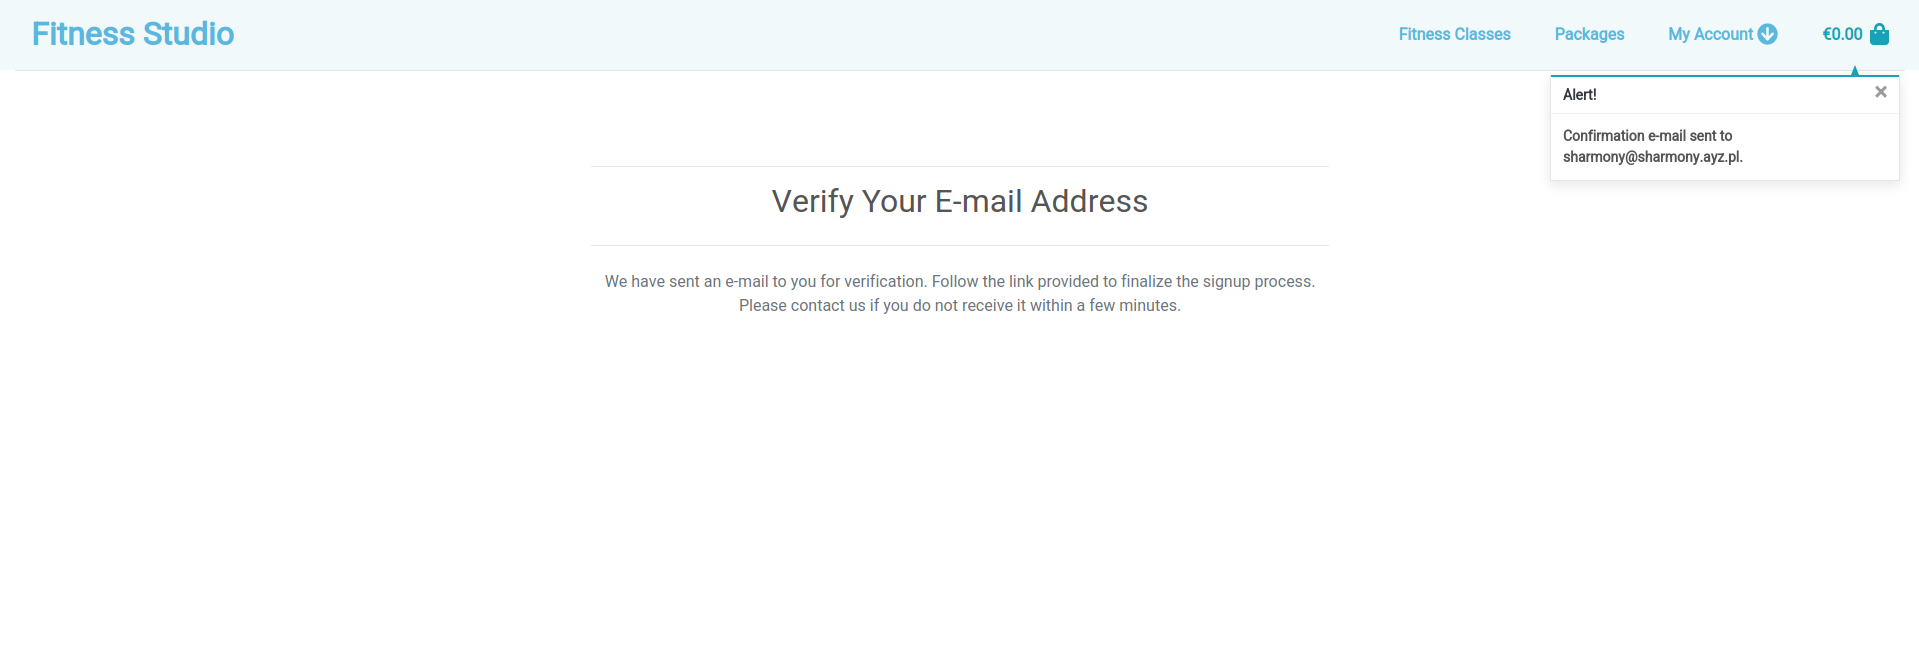 Fitness Studio
Fitness Classes
Packages
My Account
€0.00
Alert!
×
Confirmation e-mail sent to
sharmony@sharmony.ayz.pl.
Verify Your E-mail Address
We have sent an e-mail to you for verification. Follow the link provided to finalize the signup process.
Please contact us if you do not receive it within a few minutes.